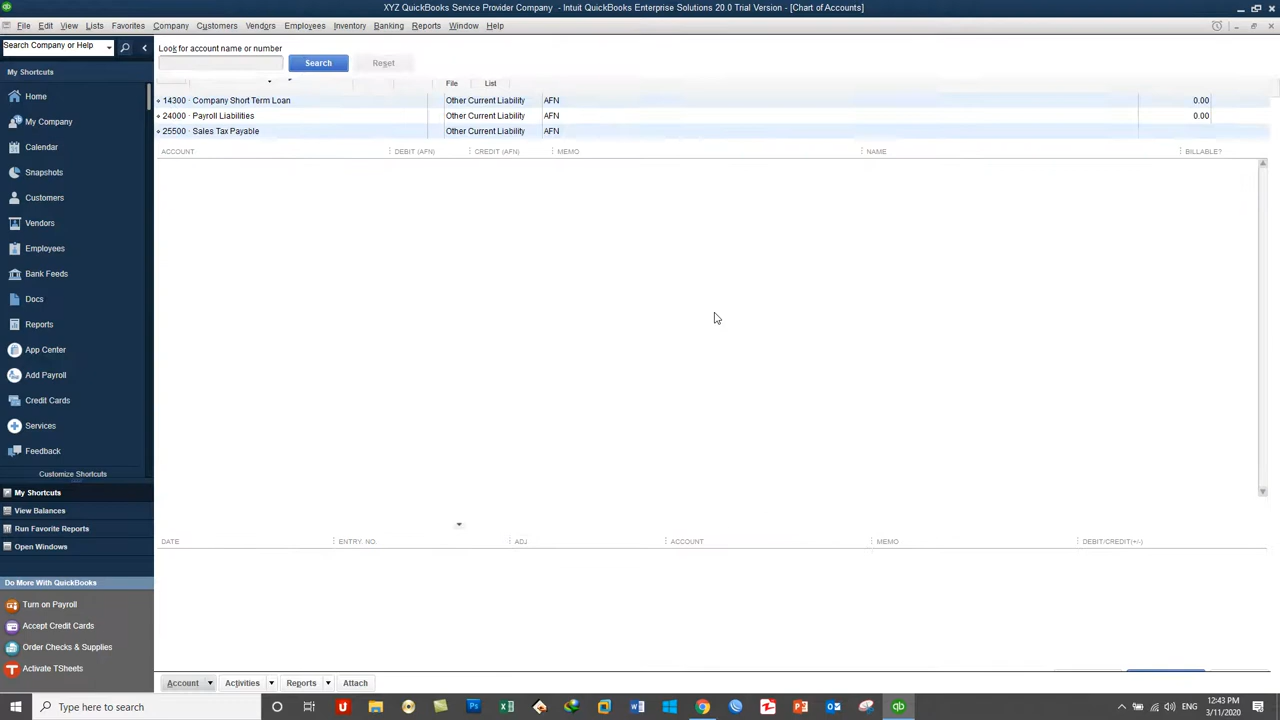 XYZ QuickBooks Service Provider Company - Intuit QuickBooks Enterprise Solutions 20.0 Trial Version - [Chart of Accounts]
File Edit View Lists Favorites Company Customers Vendors Employees Inventory Banking Reports Window Help
Search Company or Help
Look for account name or number
Search Reset
My Shortcuts
Home
My Company
Calendar
Snapshots
Customers
Vendors
Employees
Bank Feeds
Docs
Reports
App Center
Add Payroll
Credit Cards
Services
Feedback
Customize Shortcuts
My Shortcuts
View Balances
Run Favorite Reports
Open Windows
Do More With QuickBooks
Turn on Payroll
Accept Credit Cards
Order Checks & Supplies
Activate TSheets
File List
14300 · Company Short Term Loan Other Current Liability AFN 0.00
24000 · Payroll Liabilities Other Current Liability AFN 0.00
25500 · Sales Tax Payable Other Current Liability AFN
ACCOUNT DEBIT (AFN) CREDIT (AFN) MEMO NAME BILLABLE?
DATE ENTRY. NO. ADJ ACCOUNT MEMO DEBIT/CREDIT(+/-)
Account Activities Reports Attach
Type here to search
ENG
12:43 PM
3/11/2020